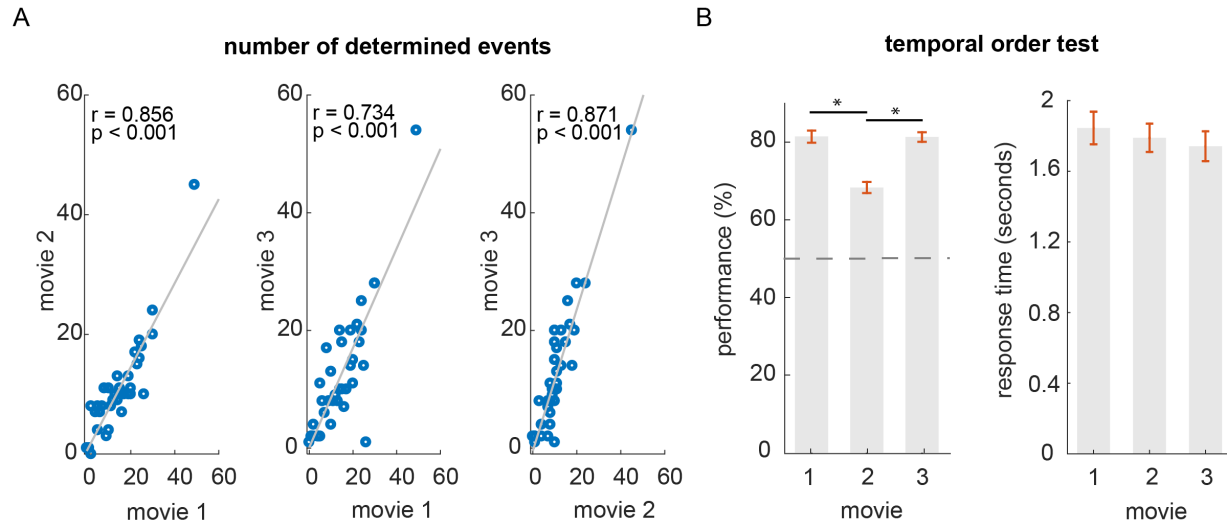 A
number of determined events
60
40
20
0
movie 2
r = 0.856
p < 0.001
0 20 40 60
movie 1
60
40
20
0
movie 3
r = 0.734
p < 0.001
0 20 40 60
movie 1
60
40
20
0
movie 3
r = 0.871
p < 0.001
0 20 40 60
movie 2
B
temporal order test
performance (%)
80
60
40
20
0
* *
1 2 3
movie
response time (seconds)
2
1.6
1.2
0.8
0.4
0
1 2 3
movie